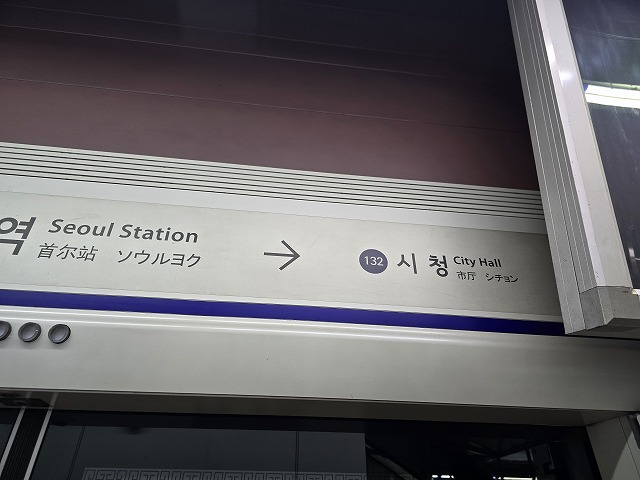 역 Seoul Station
首尔站 ソウルヨク
→
132 시청 City Hall
市厅 シチョン